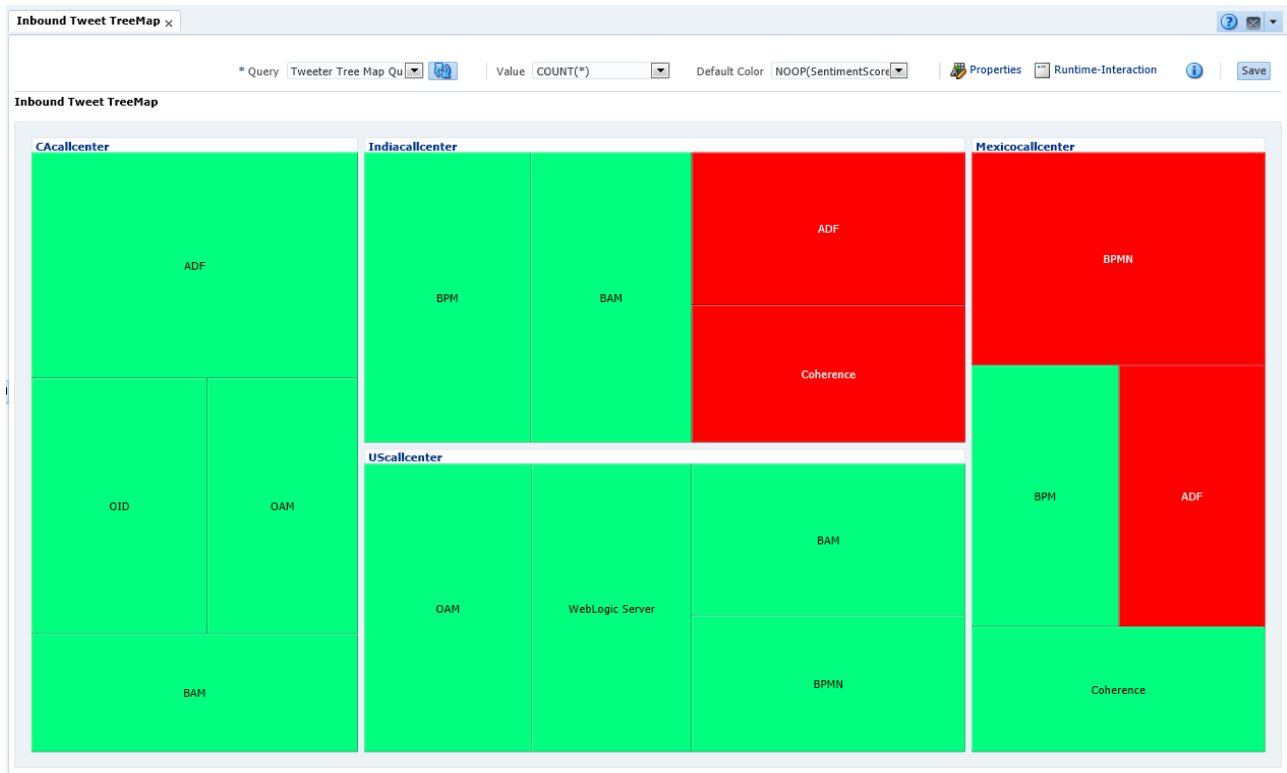 Inbound Tweet TreeMap ×
* Query Tweeter Tree Map Qu Value COUNT(*) Default Color NOOP(SentimentScore Properties Runtime-Interaction Save
Inbound Tweet TreeMap
CAcallcenter
ADF
OID
OAM
BAM
Indiacallcenter
BPM
BAM
ADF
Coherence
UScallcenter
OAM
WebLogic Server
BAM
BPMN
Mexicocallcenter
BPMN
BPM
ADF
Coherence